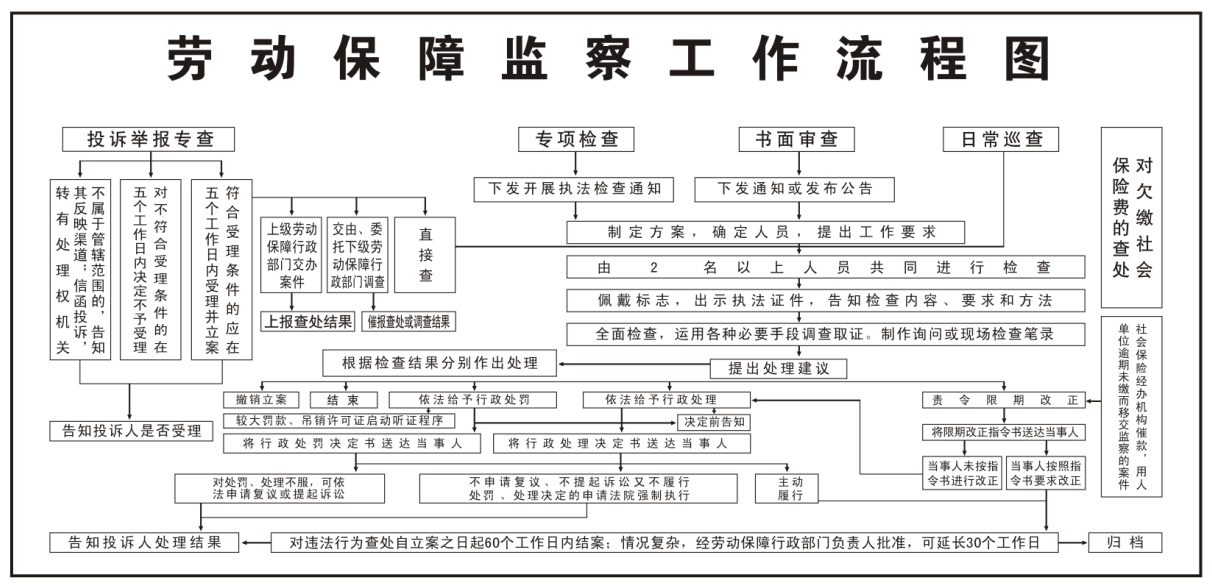 劳动保障监察工作流程图
投诉举报专查
专项检查
书面审查
日常巡查
对欠缴社会
保险费的查处
不属于管辖范围的，告知
其反映渠道；信函投诉，
转有处理权机关
对不符合受理条件的在
五个工作日内决定不予受理
符合受理条件的应在
五个工作日内受理并立案
下发开展执法检查通知
下发通知或发布公告
上级劳动
保障行政
部门交办
案件
交由、委
托下级劳
动保障行
政部门调查
直接查
制定方案，确定人员，提出工作要求
由2名以上人员共同进行检查
佩戴标志，出示执法证件，告知检查内容、要求和方法
上报查处结果
催报查处或调查结果
全面检查，运用各种必要手段调查取证。制作询问或现场检查笔录
社会保险经办机构催款，用人
单位逾期未缴而移交监察的案件
根据检查结果分别作出处理
提出处理建议
撤销立案
结束
依法给予行政处罚
依法给予行政处理
责令限期改正
较大罚款、吊销许可证启动听证程序
决定前告知
告知投诉人是否受理
将行政处罚决定书送达当事人
将行政处理决定书送达当事人
将限期改正指令书送达当事人
当事人未按指
令书进行改正
当事人按照指
令书要求改正
对处罚、处理不服，可依
法申请复议或提起诉讼
不申请复议、不提起诉讼又不履行
处罚、处理决定的申请法院强制执行
主动
履行
告知投诉人处理结果
对违法行为查处自立案之日起60个工作日内结案；情况复杂，经劳动保障行政部门负责人批准，可延长30个工作日
归档